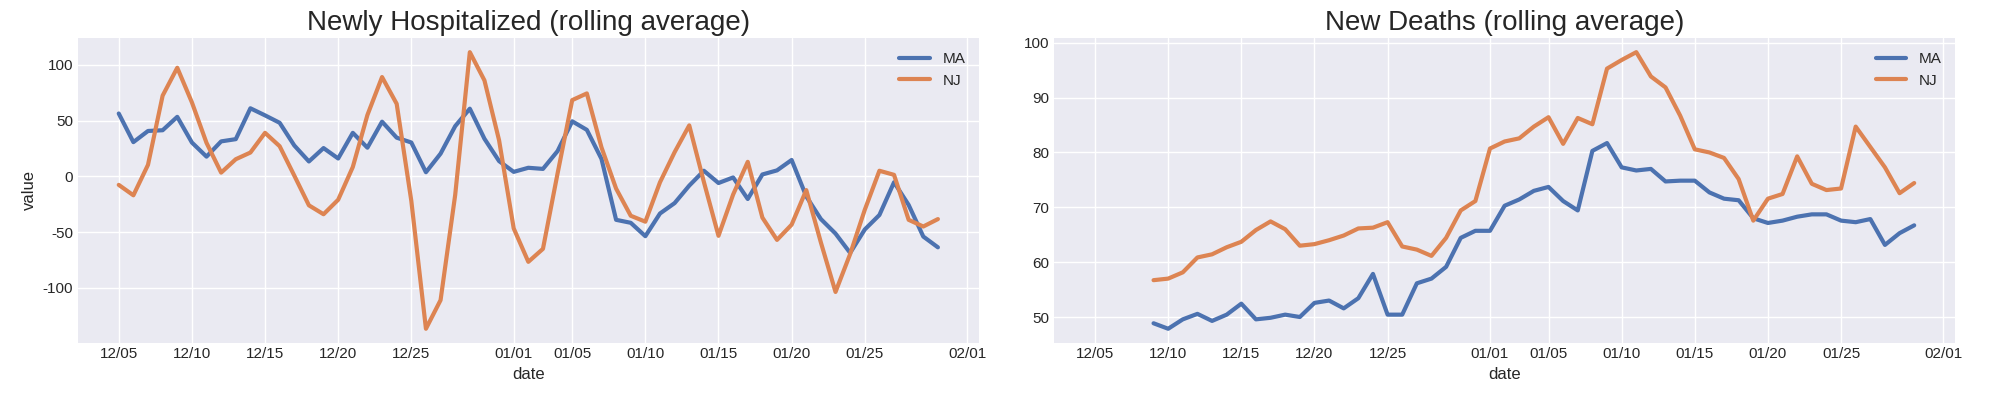 Newly Hospitalized (rolling average)
MA
NJ
100
50
0
-50
-100
value
12/05 12/10 12/15 12/20 12/25 01/01 01/05 01/10 01/15 01/20 01/25 02/01
date
New Deaths (rolling average)
MA
NJ
100
90
80
70
60
50
12/05 12/10 12/15 12/20 12/25 01/01 01/05 01/10 01/15 01/20 01/25 02/01
date